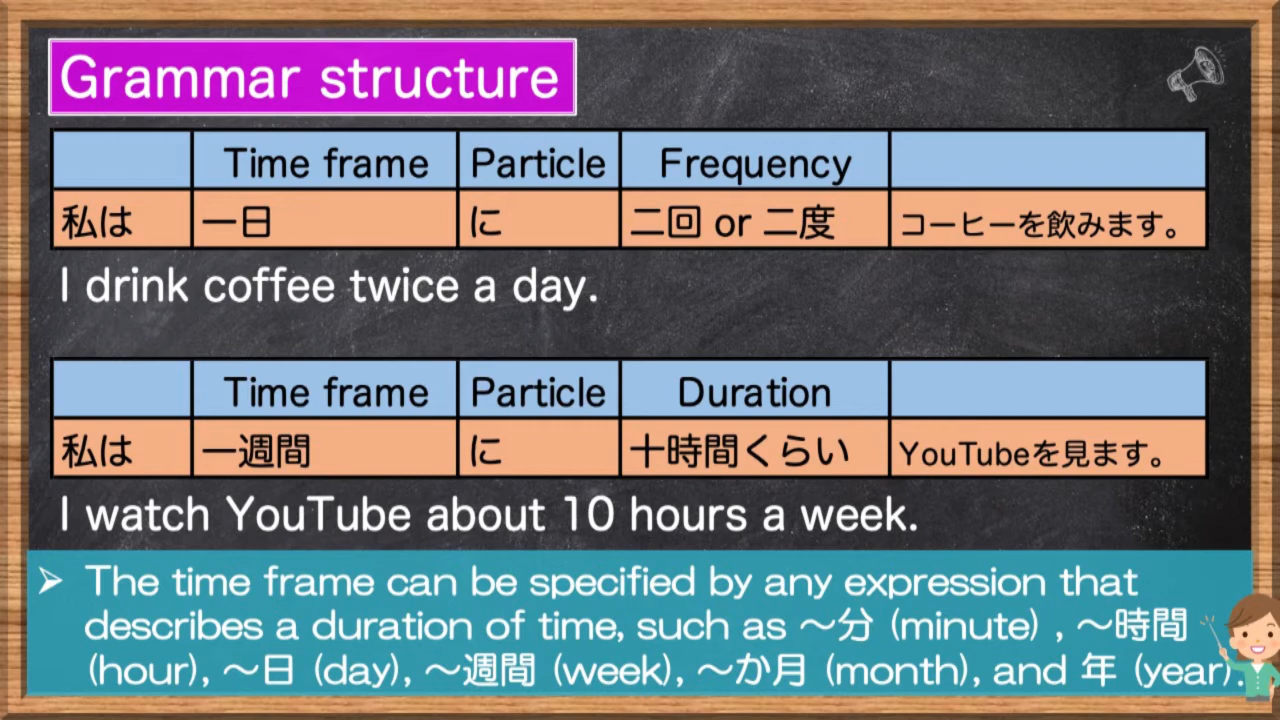 Grammar structure
Time frame Particle Frequency
私は 一日 に 二回 or 二度 コーヒーを飲みます。
I drink coffee twice a day.
Time frame Particle Duration
私は 一週間 に 十時間くらい YouTubeを見ます。
I watch YouTube about 10 hours a week.
➢ The time frame can be specified by any expression that
describes a duration of time, such as ～分 (minute) , ～時間
(hour), ～日 (day), ～週間 (week), ～か月 (month), and 年 (year).